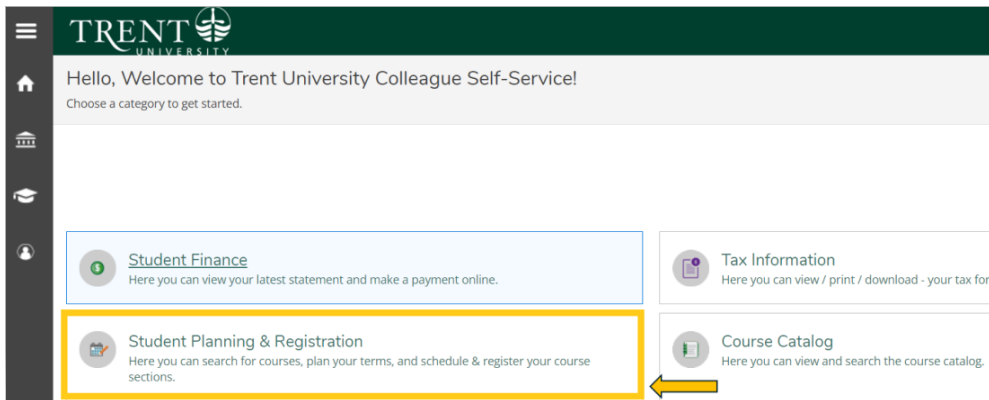 TRENT
UNIVERSITY
Hello, Welcome to Trent University Colleague Self-Service!
Choose a category to get started.
Student Finance
Here you can view your latest statement and make a payment online.
Tax Information
Here you can view / print / download - your tax for
Student Planning & Registration
Here you can search for courses, plan your terms, and schedule & register your course
sections.
Course Catalog
Here you can view and search the course catalog.